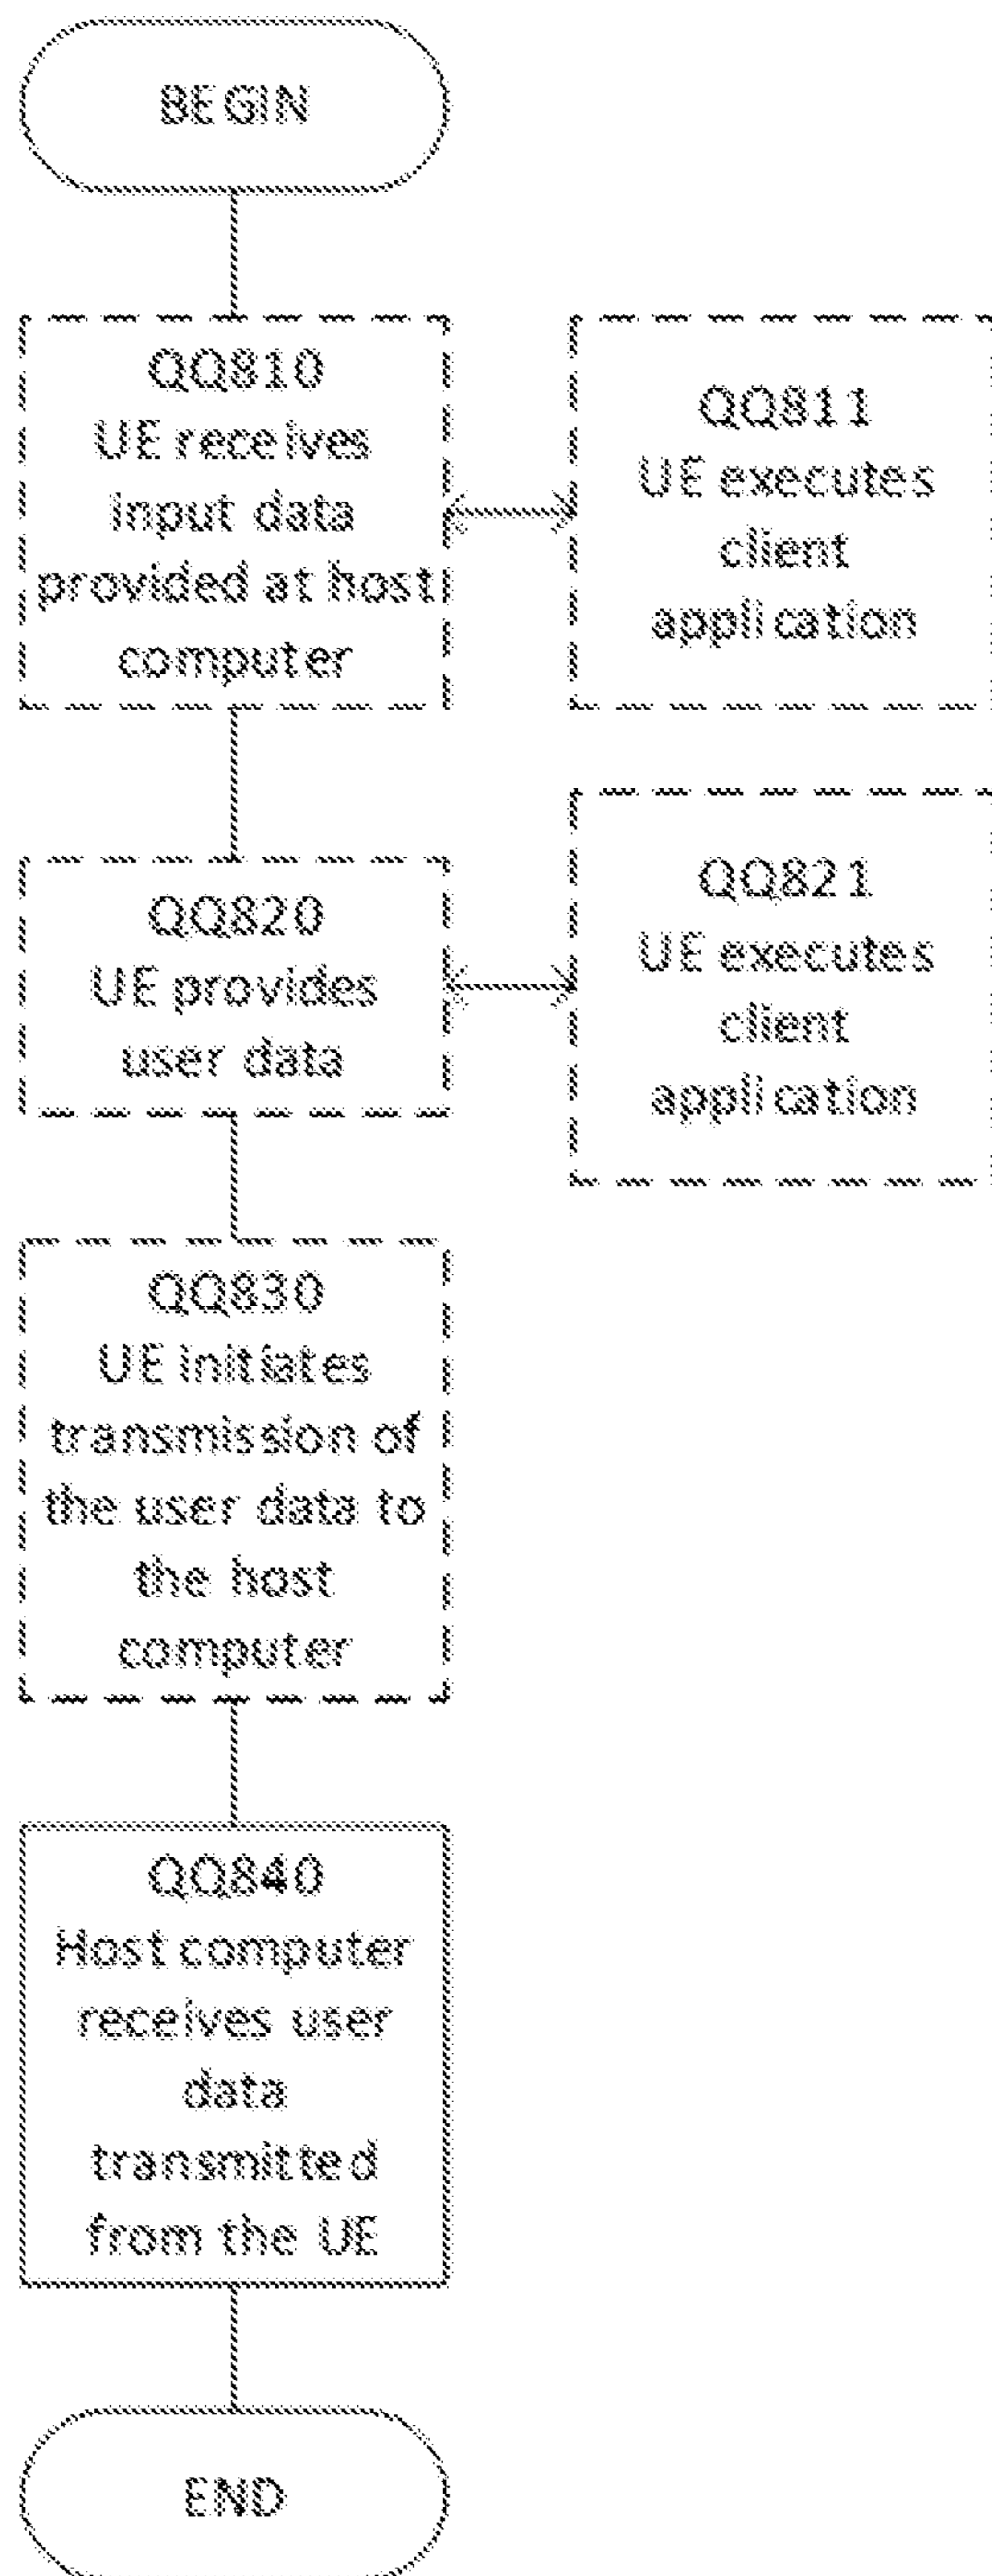 BEGIN
QQ810
UE receives
input data
provided at host
computer
QQ811
UE executes
client
application
QQ820
UE provides
user data
QQ821
UE executes
client
application
QQ830
UE initiates
transmission of
the user data to
the host
computer
QQ840
Host computer
receives user
data
transmitted
from the UE
END